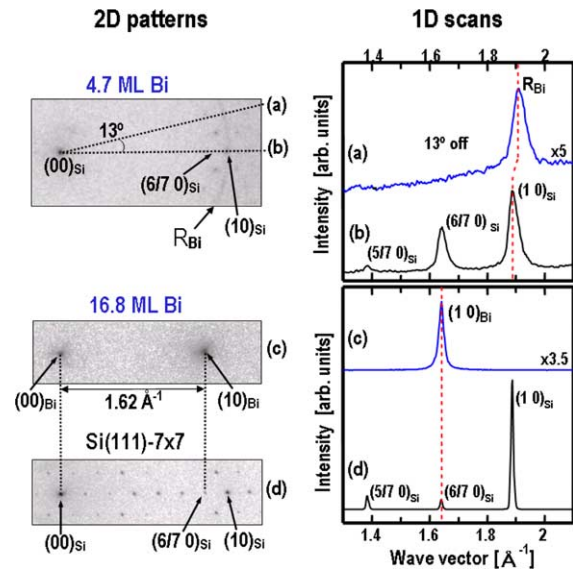 2D patterns
4.7 ML Bi
(a)
13º
(b)
(00)Si
(6/7 0)Si
(10)Si
RBi
16.8 ML Bi
(c)
(00)Bi
1.62 Å-1
(10)Bi
Si(111)-7x7
(d)
(00)Si
(6/7 0)Si
(10)Si
1D scans
1.4 1.6 1.8 2
RBi
(a)
13º off
x5
(1 0)Si
(b)
(6/7 0)Si
(5/7 0)Si
Intensity [arb. units]
(c)
(1 0)Bi
x3.5
(1 0)Si
(d)
(5/7 0)Si
(6/7 0)Si
Intensity [arb. units]
1.4 1.6 1.8 2
Wave vector [Å-1]